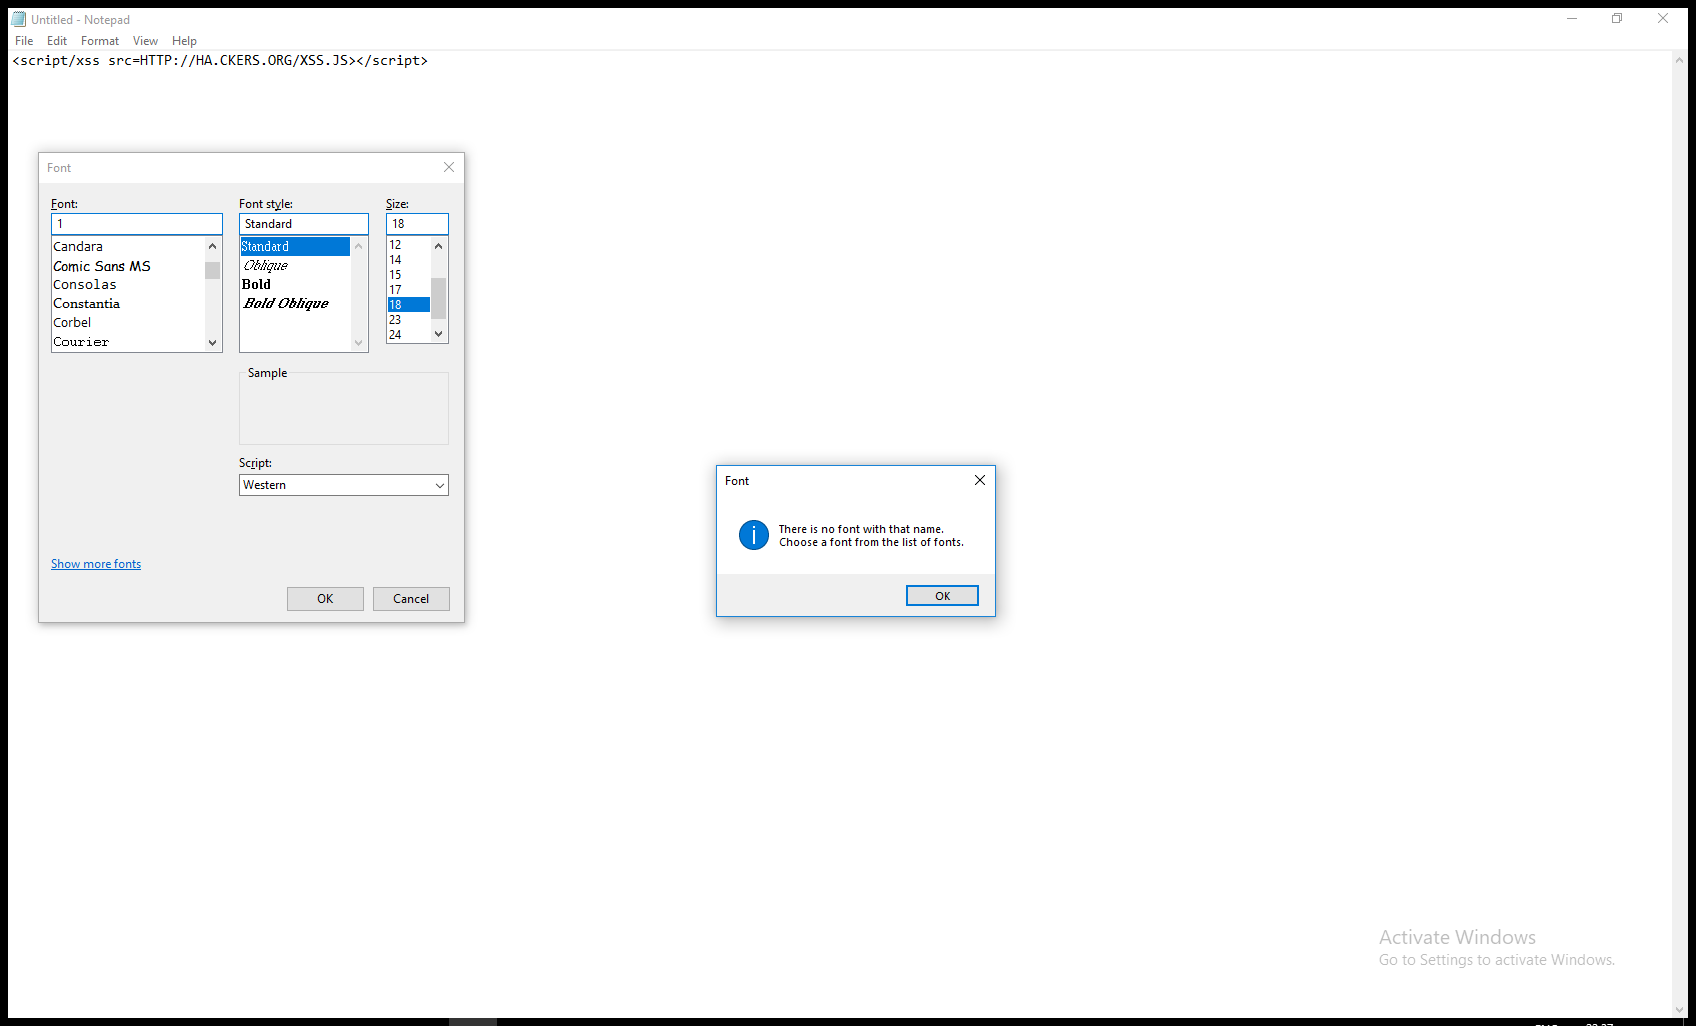 Untitled - Notepad
File Edit Format View Help
<script/xss src=HTTP://HA.CKERS.ORG/XSS.JS></script>
Font
Font: Font style: Size:
1 Standard 18
Candara
Comic Sans MS
Consolas
Constantia
Corbel
Courier
Standard
Oblique
Bold
Bold Oblique
12
14
15
17
18
23
24
Sample
Script:
Western
Show more fonts
OK Cancel
Font
There is no font with that name.
Choose a font from the list of fonts.
OK
Activate Windows
Go to Settings to activate Windows.